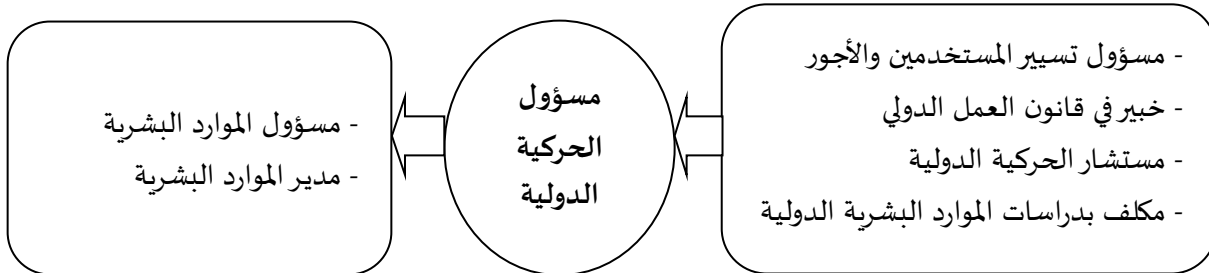 - مسؤول تسيير المستخدمين والأجور
- خبير في قانون العمل الدولي
- مستشار الحركية الدولية
- مكلف بدراسات الموارد البشرية الدولية
مسؤول
الحركية
الدولية
- مسؤول الموارد البشرية
- مدير الموارد البشرية